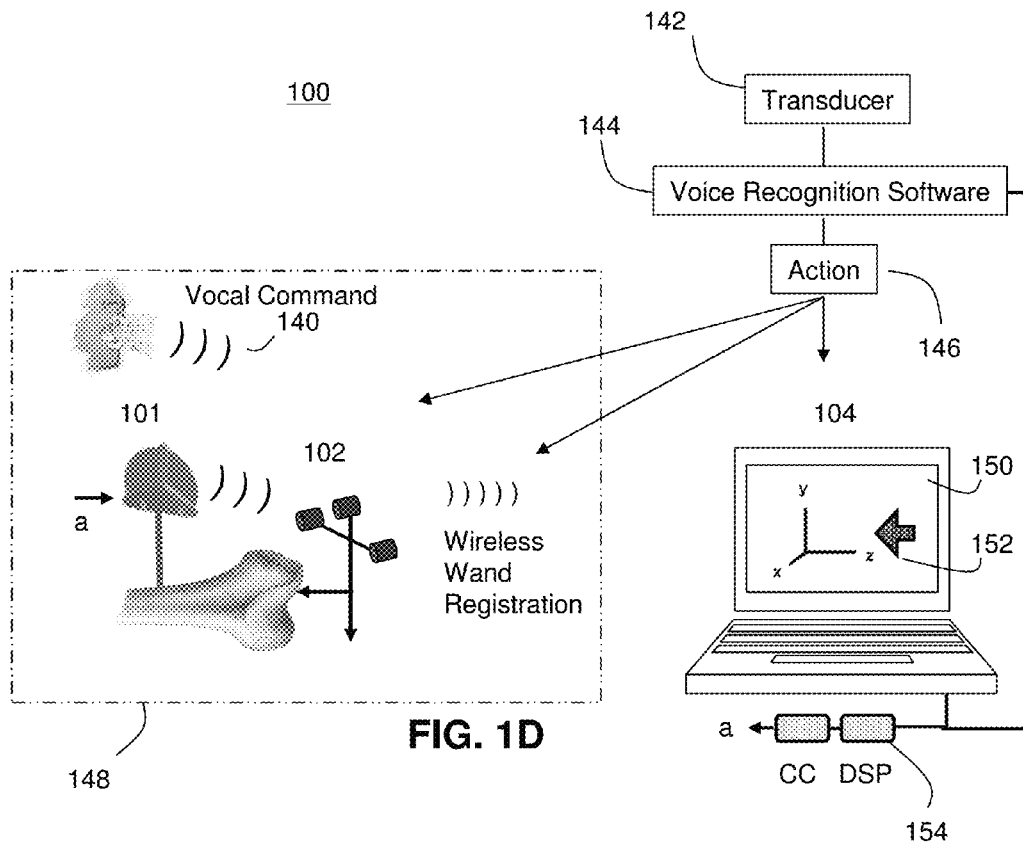 142
100
Transducer
144
Voice Recognition Software
Action
Vocal Command
140
146
101
102
104
150
y
a
152
x
z
Wireless
Wand
Registration
FIG. 1D
a
CC
DSP
148
154